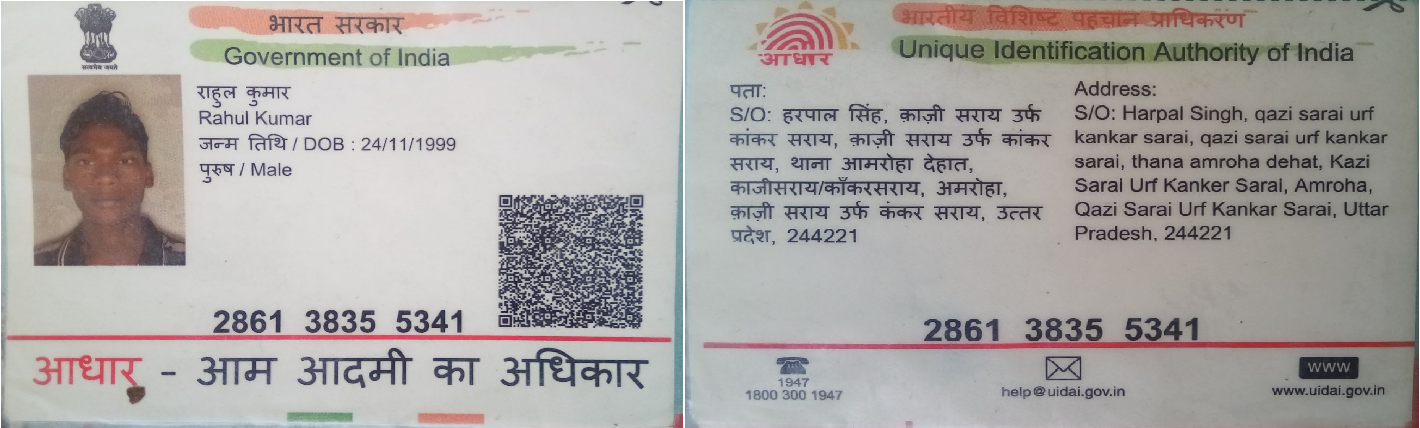 भारत सरकार
Government of India
सत्यमेव जयते
राहुल कुमार
Rahul Kumar
जन्म तिथि / DOB : 24/11/1999
पुरुष / Male
2861 3835 5341
आधार - आम आदमी का अधिकार
भारतीय विशिष्ट पहचान प्राधिकरण
Unique Identification Authority of India
आधार
पता:
S/O: हरपाल सिंह, क़ाज़ी सराय उर्फ
कांकर सराय, क़ाज़ी सराय उर्फ कांकर
सराय, थाना आमरोहा देहात,
काजीसराय/काँकरसराय, अमरोहा,
क़ाज़ी सराय उर्फ कंकर सराय, उत्तर
प्रदेश, 244221
Address:
S/O: Harpal Singh, qazi sarai urf
kankar sarai, qazi sarai urf kankar
sarai, thana amroha dehat, Kazi
Saral Urf Kanker Saral, Amroha,
Qazi Sarai Urf Kankar Sarai, Uttar
Pradesh, 244221
2861 3835 5341
1947
1800 300 1947
help@uidai.gov.in
www
www.uidai.gov.in